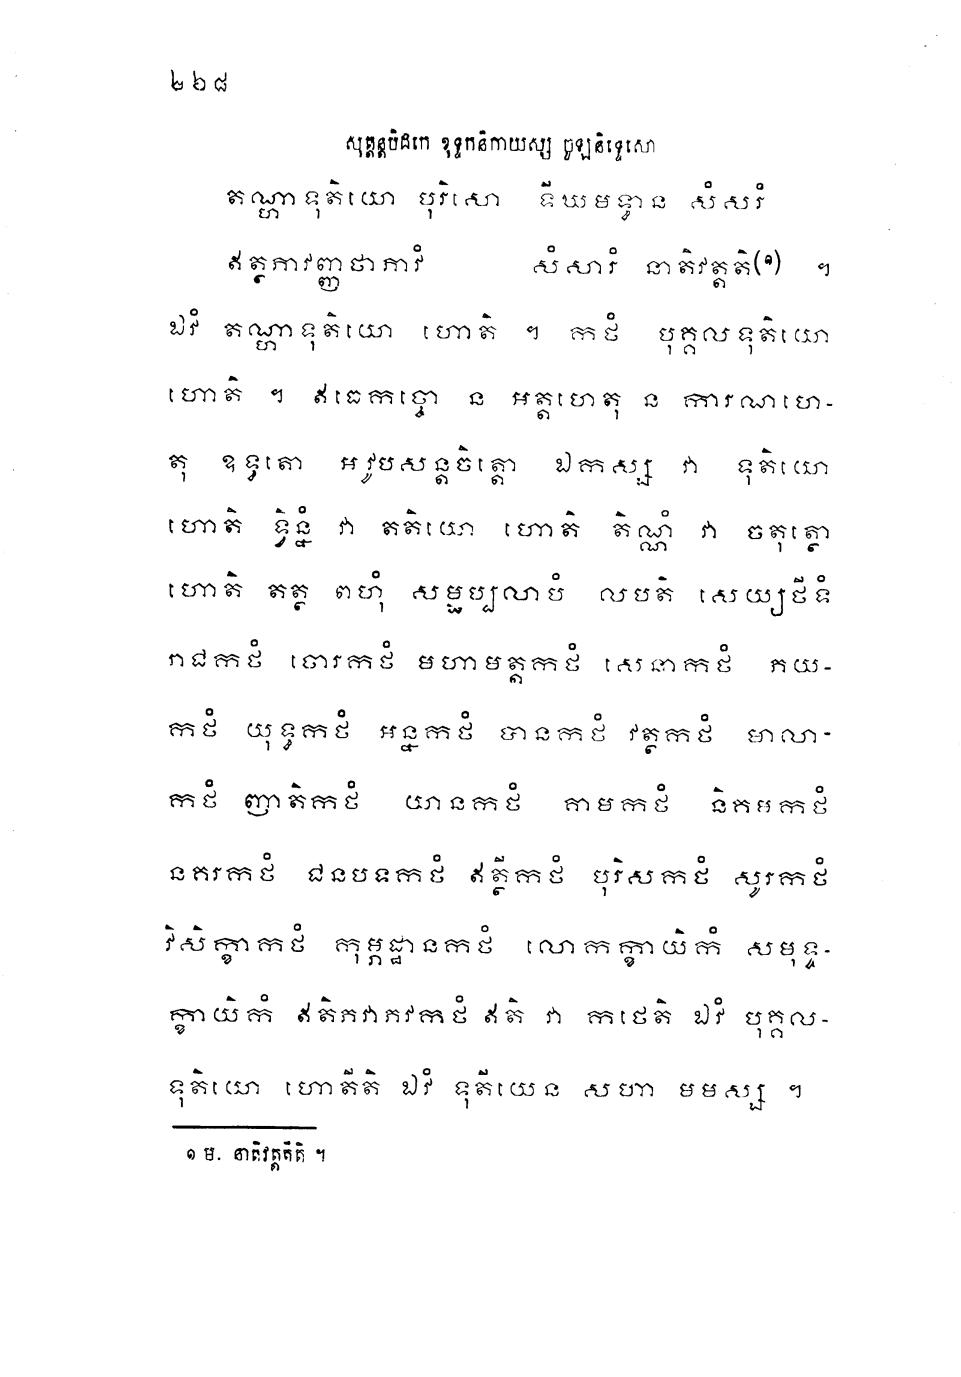 ២៦៨
សុត្តន្តបិដកេ ខុទ្ទកនិកាយស្ស ចូឡនិទ្ទេសោ
តណ្ហាទុតិយោ បុរិសោ ទីឃមទ្ធាន សំសរំ
ឥត្ថភាវញ្ញថាភាវំ សំសារំ នាតិវត្តតិ(១) ។
ឯវំ តណ្ហាទុតិយោ ហោតិ ។ កថំ បុគ្គលទុតិយោ
ហោតិ ។ ឥធេកច្ចោ ន អត្តហេតុ ន ការណហេ-
តុ ឧទ្ធតោ អវូបសន្តចិត្តោ ឯកស្ស វា ទុតិយោ
ហោតិ ទ្វិន្នំ វា តតិយោ ហោតិ តិណ្ណំ វា ចតុត្ថោ
ហោតិ តត្ថ ពហុំ សម្ផប្បលាបំ លបតិ សេយ្យថីទំ
រាជកថំ ចោរកថំ មហាមត្តកថំ សេនាកថំ ភយ-
កថំ យុទ្ធកថំ អន្នកថំ បានកថំ វត្ថកថំ មាលា-
កថំ ញាតិកថំ យានកថំ គាមកថំ និគមកថំ
នគរកថំ ជនបទកថំ ឥត្ថីកថំ បុរិសកថំ សូរកថំ
វិសិក្ខាកថំ កុម្ភដ្ឋានកថំ លោកក្ខាយិកំ សមុទ្ទ-
ក្ខាយិកំ ឥតិភវាភវកថំ ឥតិ វា កថេតិ ឯវំ បុគ្គល-
ទុតិយោ ហោតីតិ ឯវំ ទុតីយេន សហា មមស្ស ។
១ ម. នាតិវត្តតីតិ ។